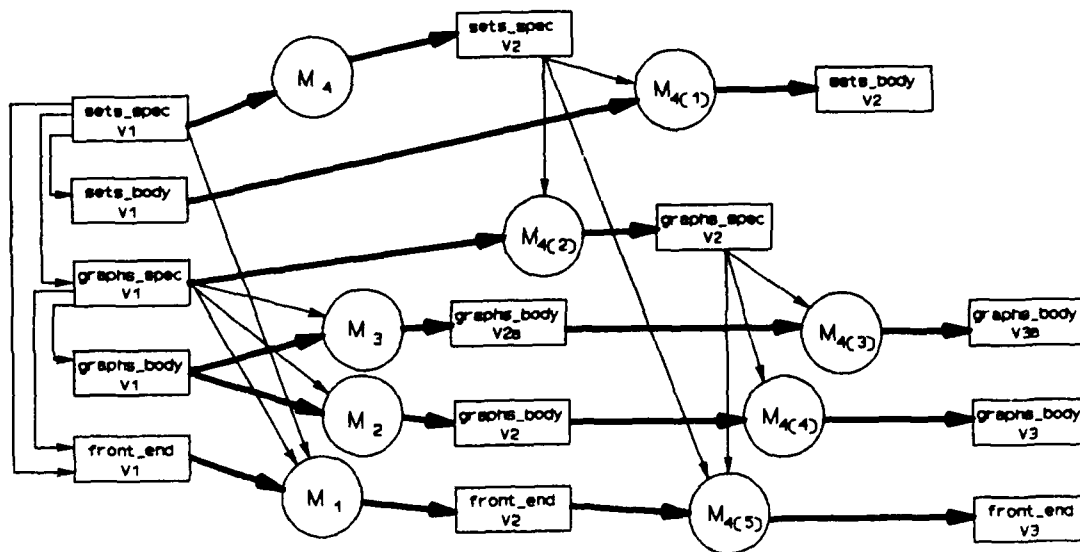 sets_spec
V2
M 4
M4(1)
sets_body
V2
sets_spec
V1
sets_body
V1
M4(2)
graphs_spec
V2
graphs_spec
V1
M 3
graphs_body
V2a
M4(3)
graphs_body
V3a
graphs_body
V1
M 2
graphs_body
V2
M4(4)
graphs_body
V3
front_end
V1
M 1
front_end
V2
M4(5)
front_end
V3